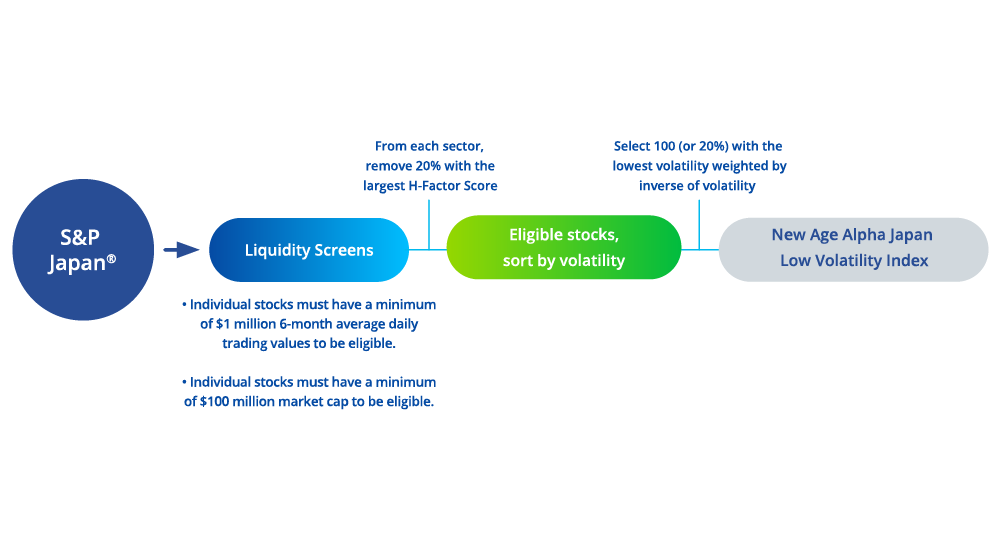 S&P
Japan®
Liquidity Screens
• Individual stocks must have a minimum
of $1 million 6-month average daily
trading values to be eligible.
• Individual stocks must have a minimum
of $100 million market cap to be eligible.
From each sector,
remove 20% with the
largest H-Factor Score
Eligible stocks,
sort by volatility
Select 100 (or 20%) with the
lowest volatility weighted by
inverse of volatility
New Age Alpha Japan
Low Volatility Index